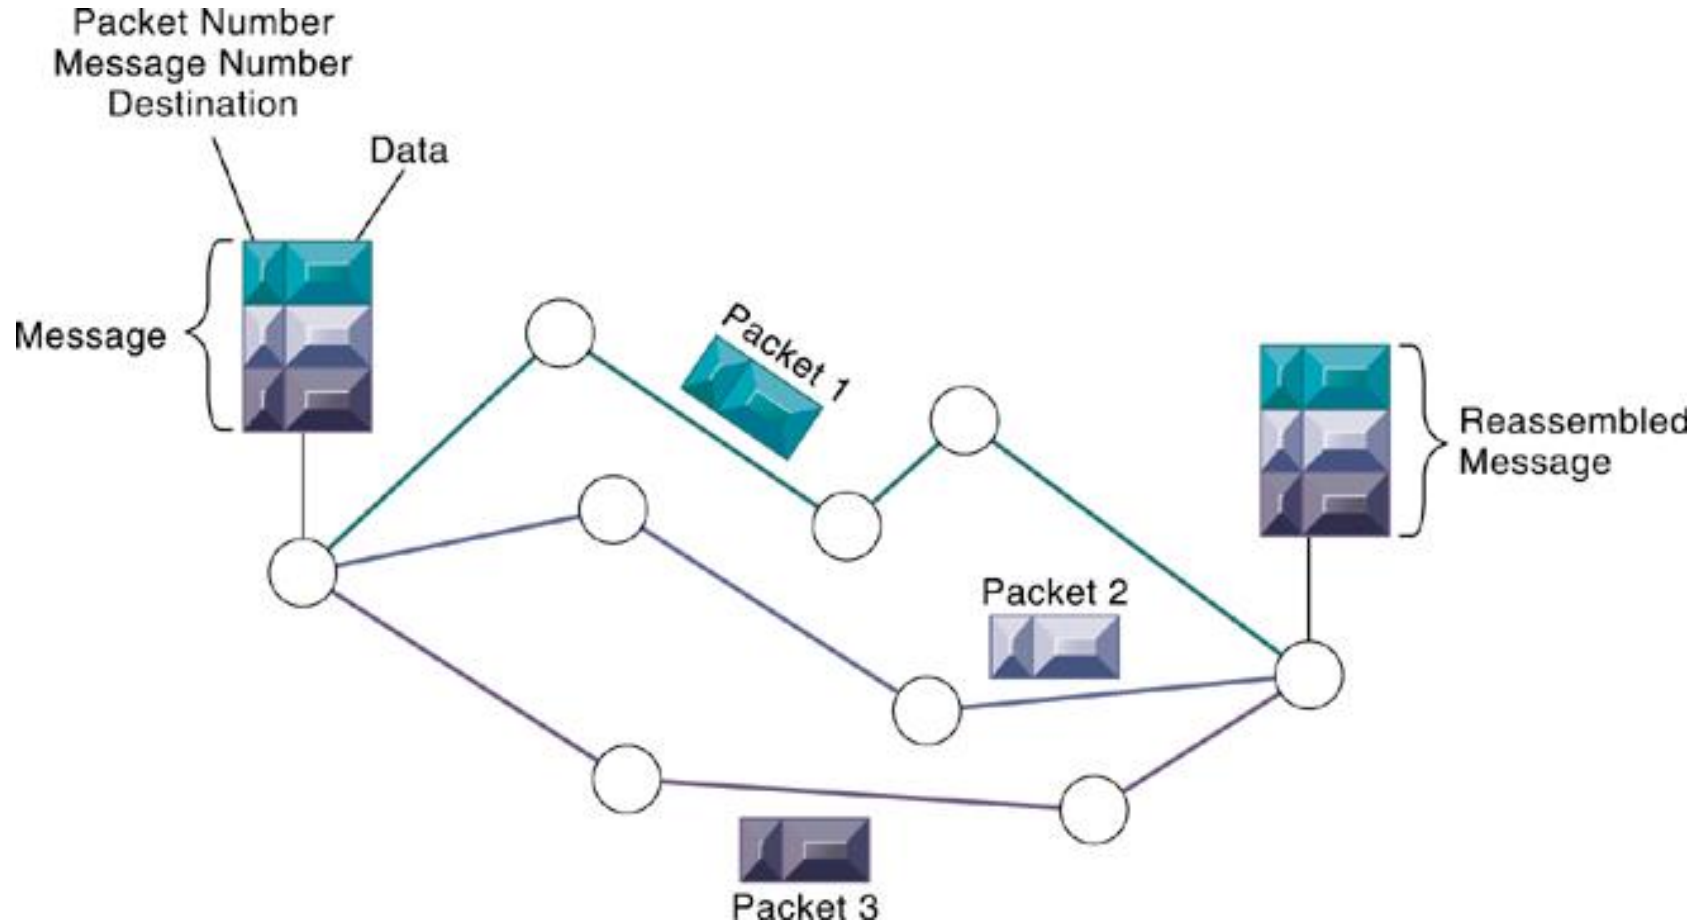 Packet Number
Message Number
Destination
Data
Message
Packet 1
Reassembled
Message
Packet 2
Packet 3